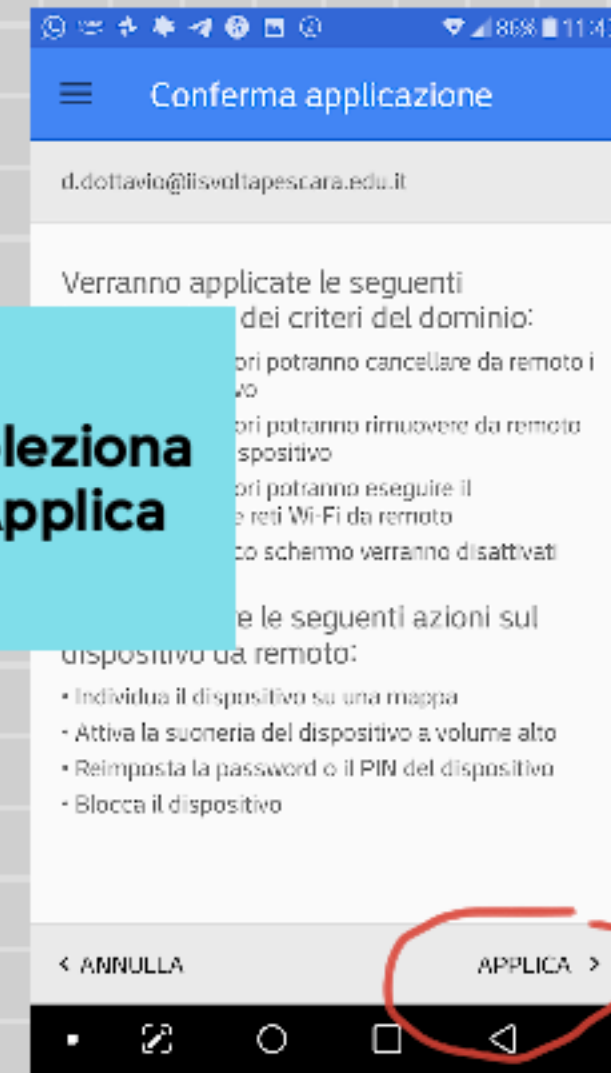 86% 11:4
Conferma applicazione
d.dottavio@iisvoltapescara.edu.it
Verranno applicate le seguenti
dei criteri del dominio:
ori potranno cancellare da remoto i
vo
ori potranno rimuovere da remoto
spositivo
ori potranno eseguire il
e reti Wi-Fi da remoto
co schermo verranno disattivati
leziona
pplica
e le seguenti azioni sul
dispositivo da remoto:
• Individua il dispositivo su una mappa
• Attiva la suoneria del dispositivo a volume alto
• Reimposta la password o il PIN del dispositivo
• Blocca il dispositivo
< ANNULLA
APPLICA >